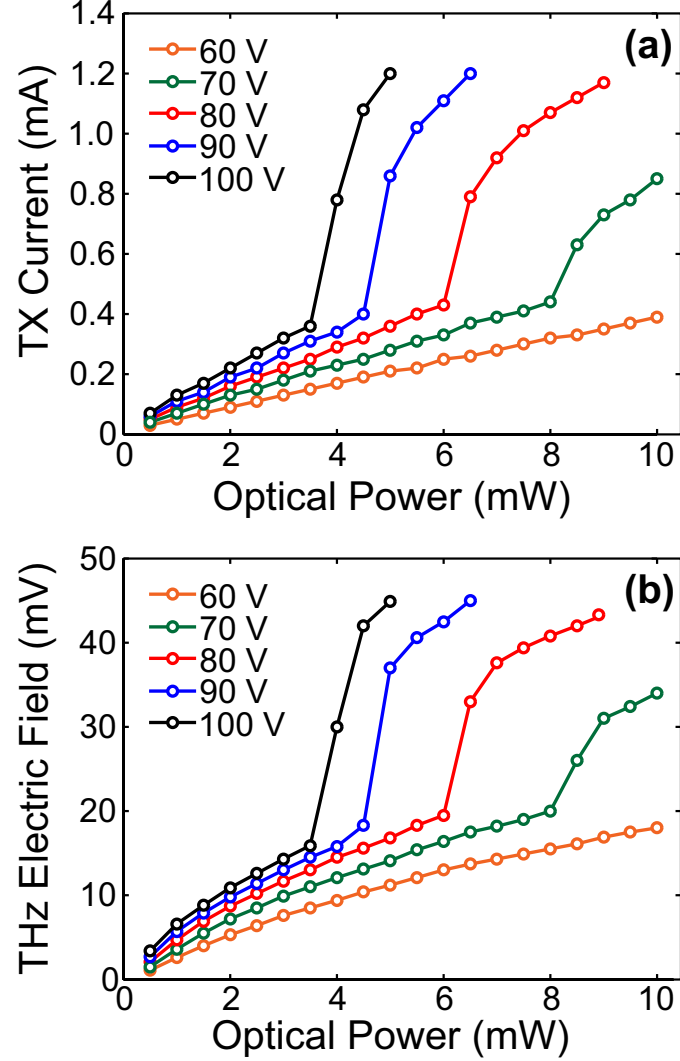 (a)
TX Current (mA)
1.4
1.2
1.0
0.8
0.6
0.4
0.2
0
60 V
70 V
80 V
90 V
100 V
0 2 4 6 8 10
Optical Power (mW)
(b)
THz Electric Field (mV)
50
40
30
20
10
0
60 V
70 V
80 V
90 V
100 V
0 2 4 6 8 10
Optical Power (mW)